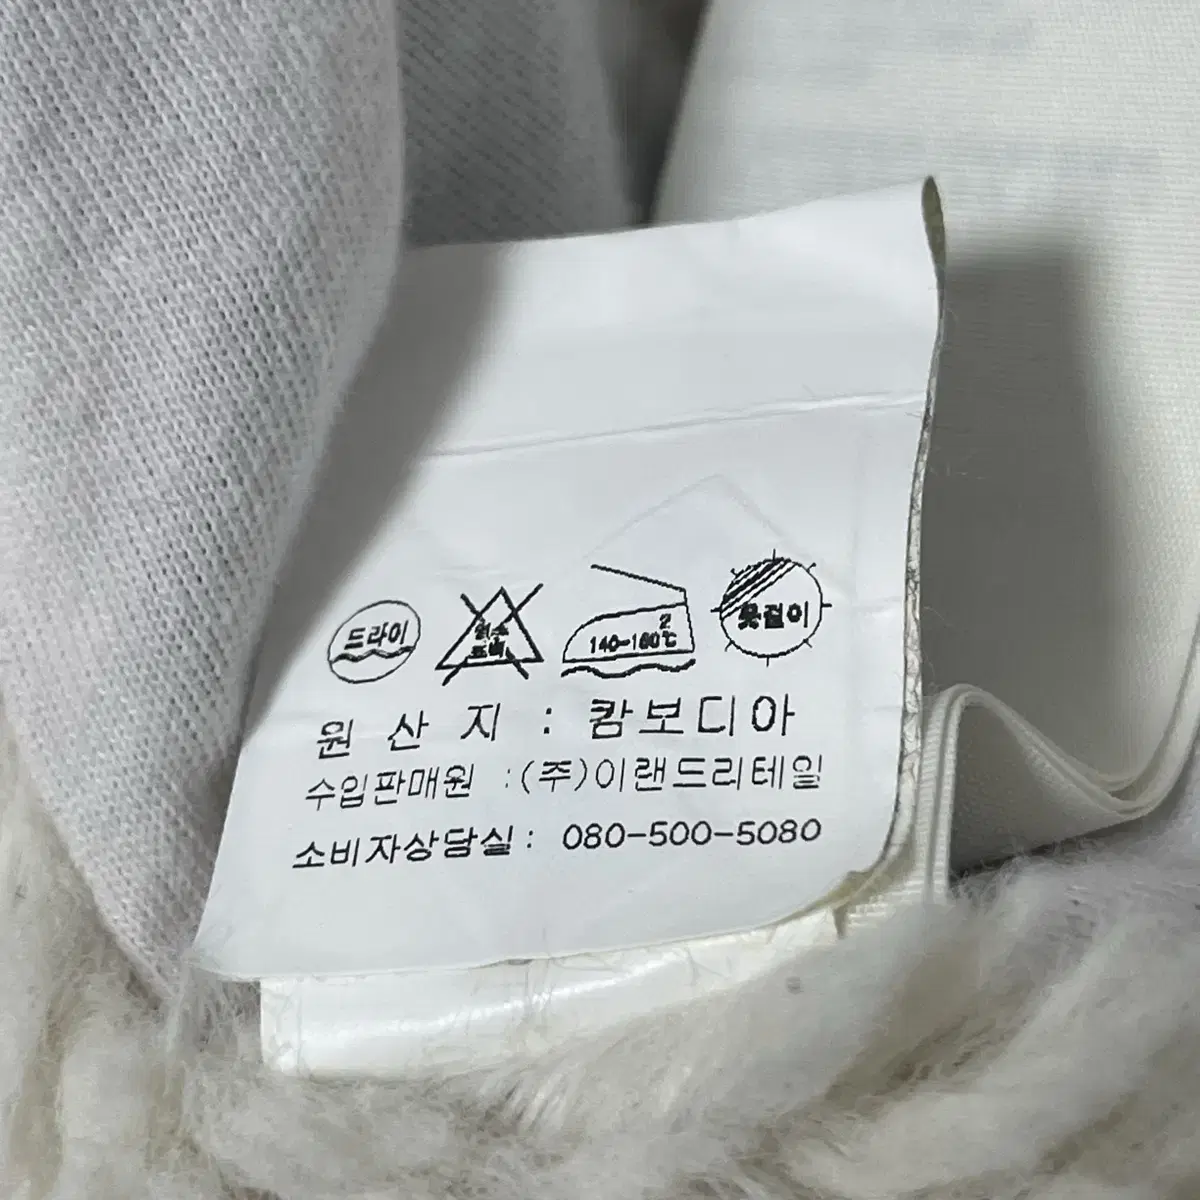 드라이
염소
표백
2
140~160℃
옷걸이
원 산 지 : 캄보디아
수입판매원 : (주)이랜드리테일
소비자상담실 : 080-500-5080